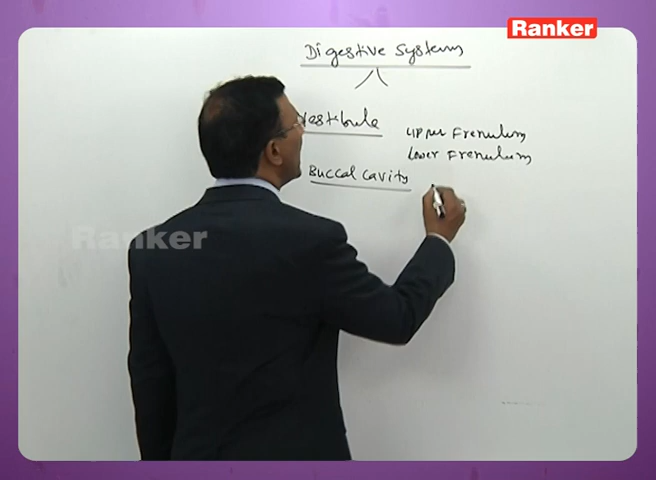 Ranker
Digestive System
Vestibule
Upper Frenulum
Lower Frenulum
Buccal cavity
Ranker